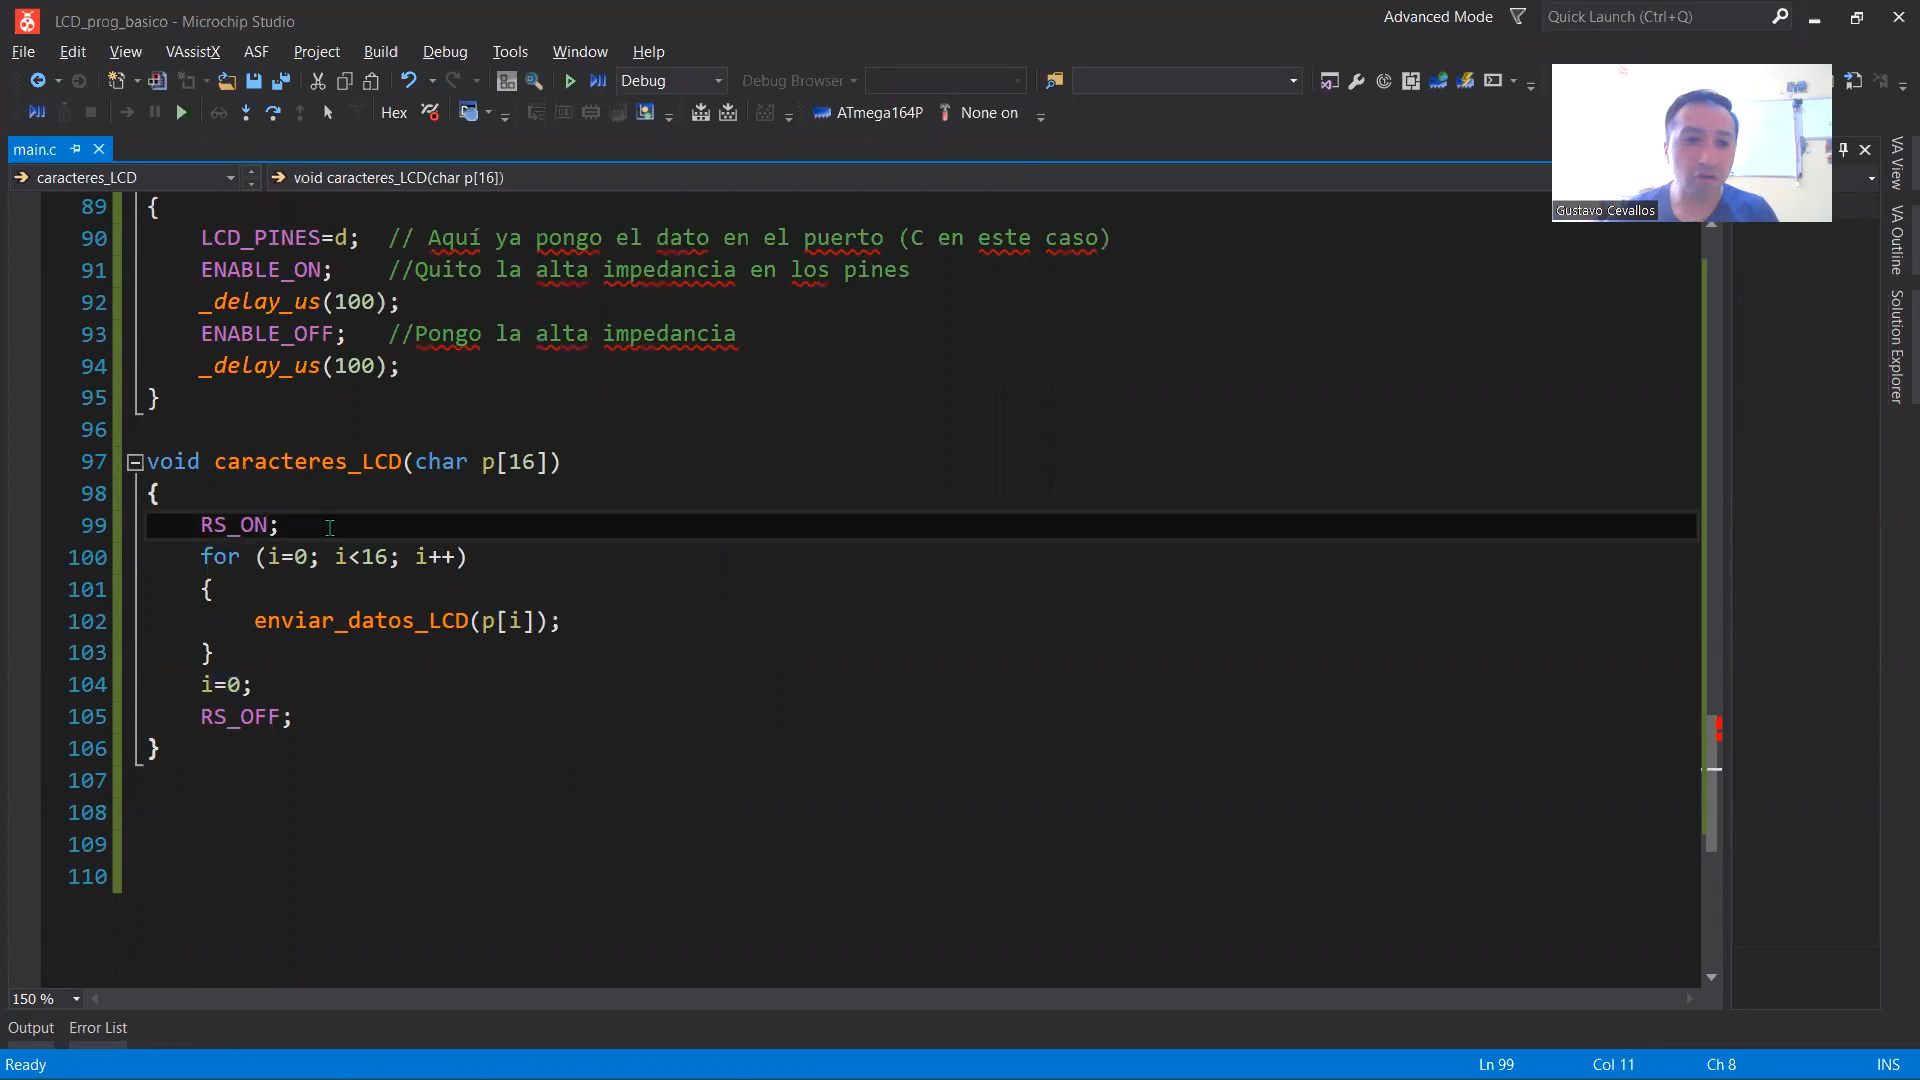 LCD_prog_basico - Microchip Studio
Advanced Mode
Quick Launch (Ctrl+Q)
File Edit View VAssistX ASF Project Build Debug Tools Window Help
Debug
Debug Browser
Hex
ATmega164P
None on
Gustavo Cevallos
main.c
caracteres_LCD
void caracteres_LCD(char p[16])
VA View
VA Outline
Solution Explorer
89 {
90 LCD_PINES=d; // Aquí ya pongo el dato en el puerto (C en este caso)
91 ENABLE_ON; //Quito la alta impedancia en los pines
92 _delay_us(100);
93 ENABLE_OFF; //Pongo la alta impedancia
94 _delay_us(100);
95 }
96
97 void caracteres_LCD(char p[16])
98 {
99 RS_ON;
100 for (i=0; i<16; i++)
101 {
102 enviar_datos_LCD(p[i]);
103 }
104 i=0;
105 RS_OFF;
106 }
107
108
109
110
150 %
Output Error List
Ready
Ln 99 Col 11 Ch 8 INS